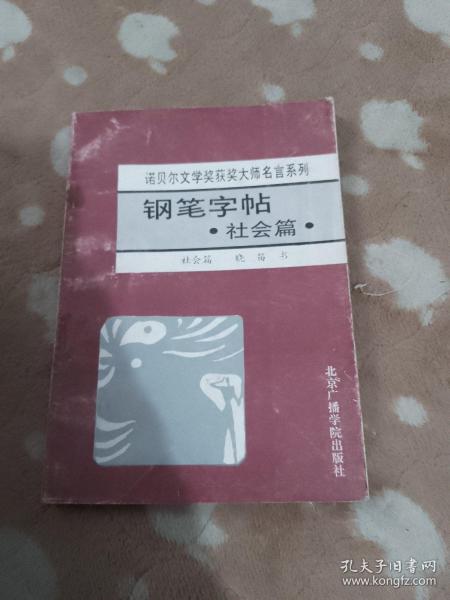 诺贝尔文学奖获奖大师名言系列
钢笔字帖
·社会篇·
社会篇 晓笛书
北京广播学院出版社
孔夫子旧书网
www.kongfz.com